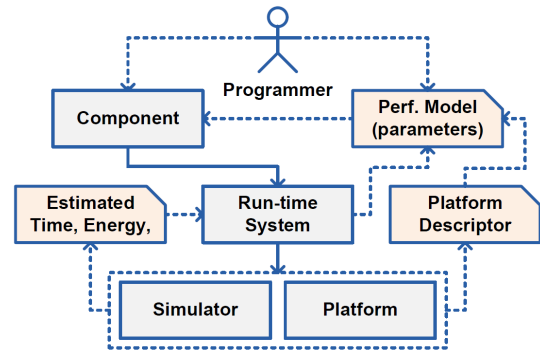 Programmer
Component
Perf. Model
(parameters)
Estimated
Time, Energy,
Run-time
System
Platform
Descriptor
Simulator
Platform